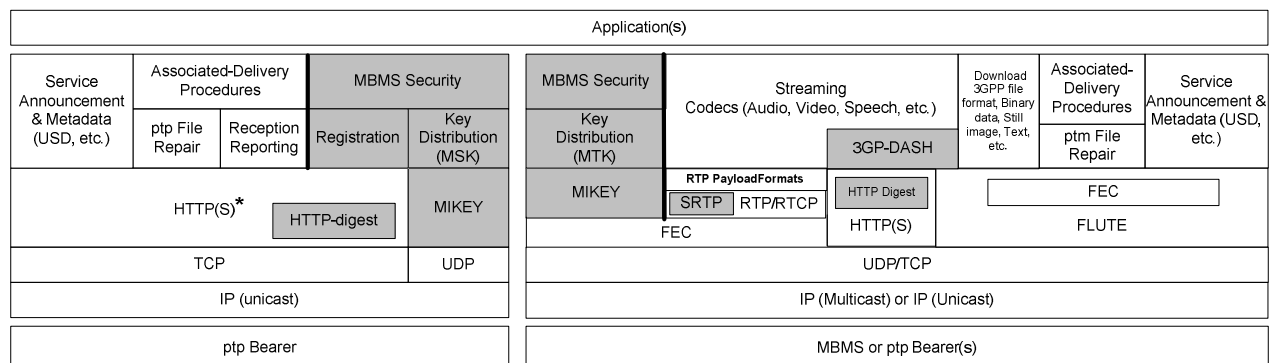 Application(s)
Service
Announcement
& Metadata
(USD, etc.)
Associated-Delivery
Procedures
ptp File
Repair
Reception
Reporting
MBMS Security
Registration
Key
Distribution
(MSK)
HTTP(S)*
HTTP-digest
MIKEY
TCP
UDP
IP (unicast)
ptp Bearer
MBMS Security
Key
Distribution
(MTK)
MIKEY
Streaming
Codecs (Audio, Video, Speech, etc.)
3GP-DASH
Download
3GPP file
format, Binary
data, Still
image, Text,
etc.
Associated-
Delivery
Procedures
ptm File
Repair
Service
Announcement &
Metadata (USD,
etc.)
RTP PayloadFormats
SRTP
RTP/RTCP
FEC
HTTP Digest
HTTP(S)
FEC
FLUTE
UDP/TCP
IP (Multicast) or IP (Unicast)
MBMS or ptp Bearer(s)